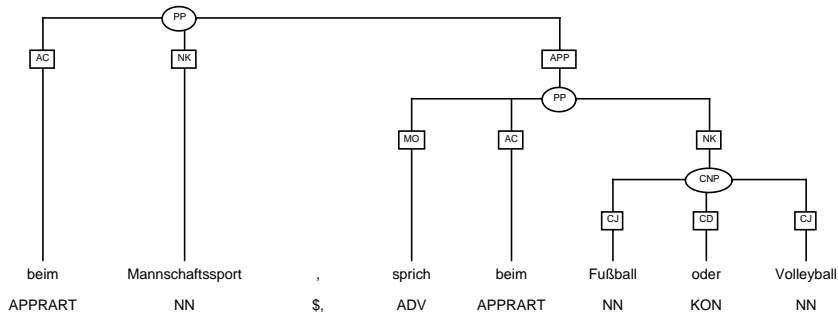 PP
AC NK APP
PP
MO AC NK
CNP
CJ CD CJ
beim Mannschaftssport , sprich beim Fußball oder Volleyball
APPRART NN $, ADV APPRART NN KON NN